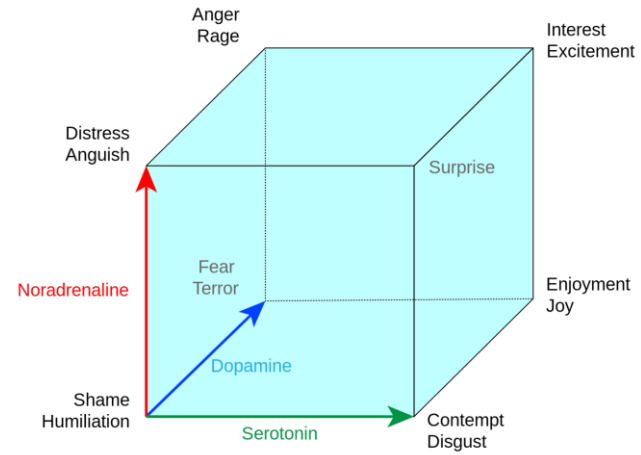 Anger
Rage
Interest
Excitement
Distress
Anguish
Surprise
Fear
Terror
Noradrenaline
Enjoyment
Joy
Dopamine
Shame
Humiliation
Contempt
Disgust
Serotonin